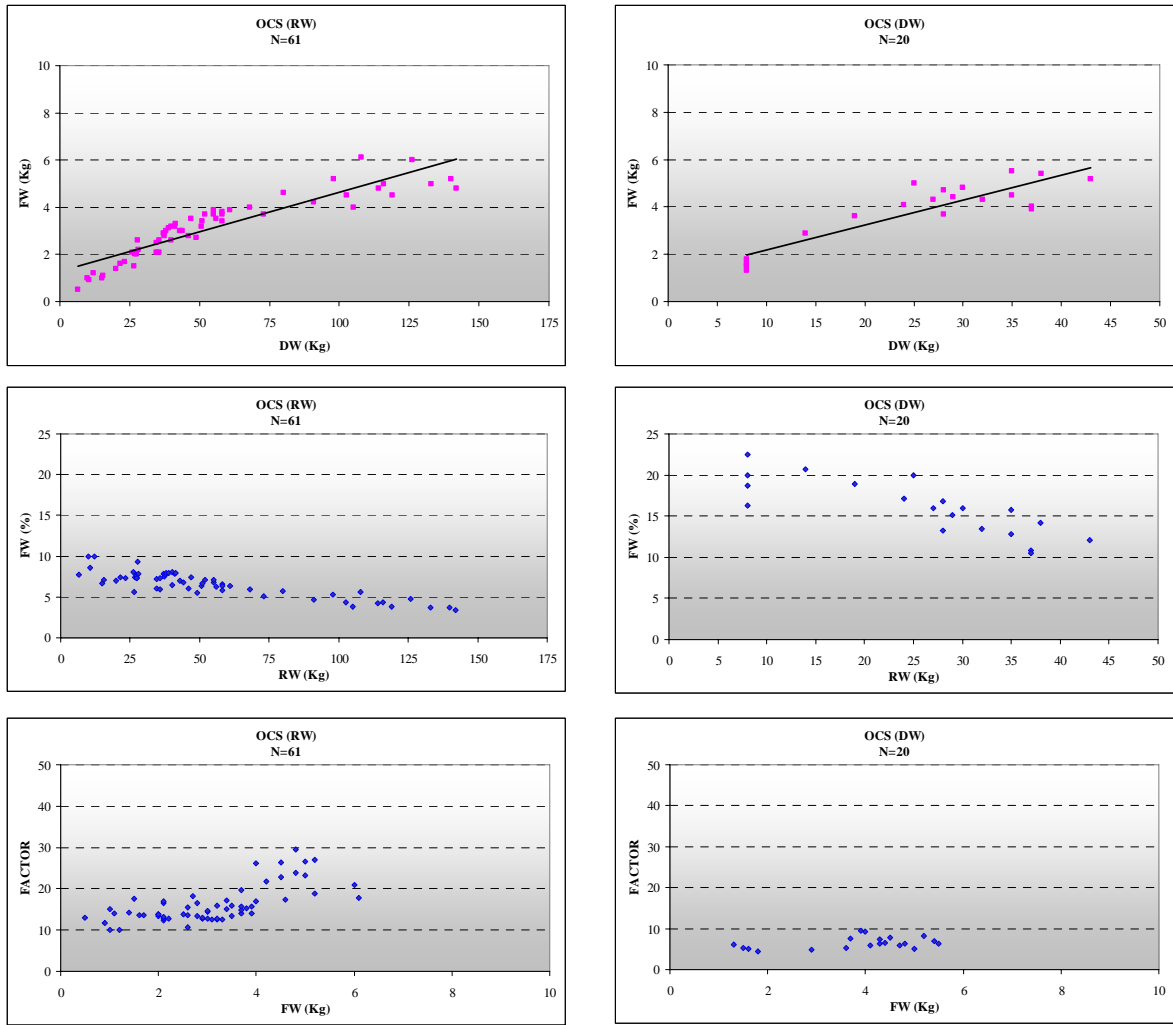 OCS (RW)
N=61
10
8
6
4
2
0
FW (Kg)
0 25 50 75 100 125 150 175
DW (Kg)
OCS (DW)
N=20
10
8
6
4
2
0
FW (Kg)
0 5 10 15 20 25 30 35 40 45 50
DW (Kg)
OCS (RW)
N=61
25
20
15
10
5
0
FW (%)
0 25 50 75 100 125 150 175
RW (Kg)
OCS (DW)
N=20
25
20
15
10
5
0
FW (%)
0 5 10 15 20 25 30 35 40 45 50
RW (Kg)
OCS (RW)
N=61
50
40
30
20
10
0
FACTOR
0 2 4 6 8 10
FW (Kg)
OCS (DW)
N=20
50
40
30
20
10
0
FACTOR
0 2 4 6 8 10
FW (Kg)